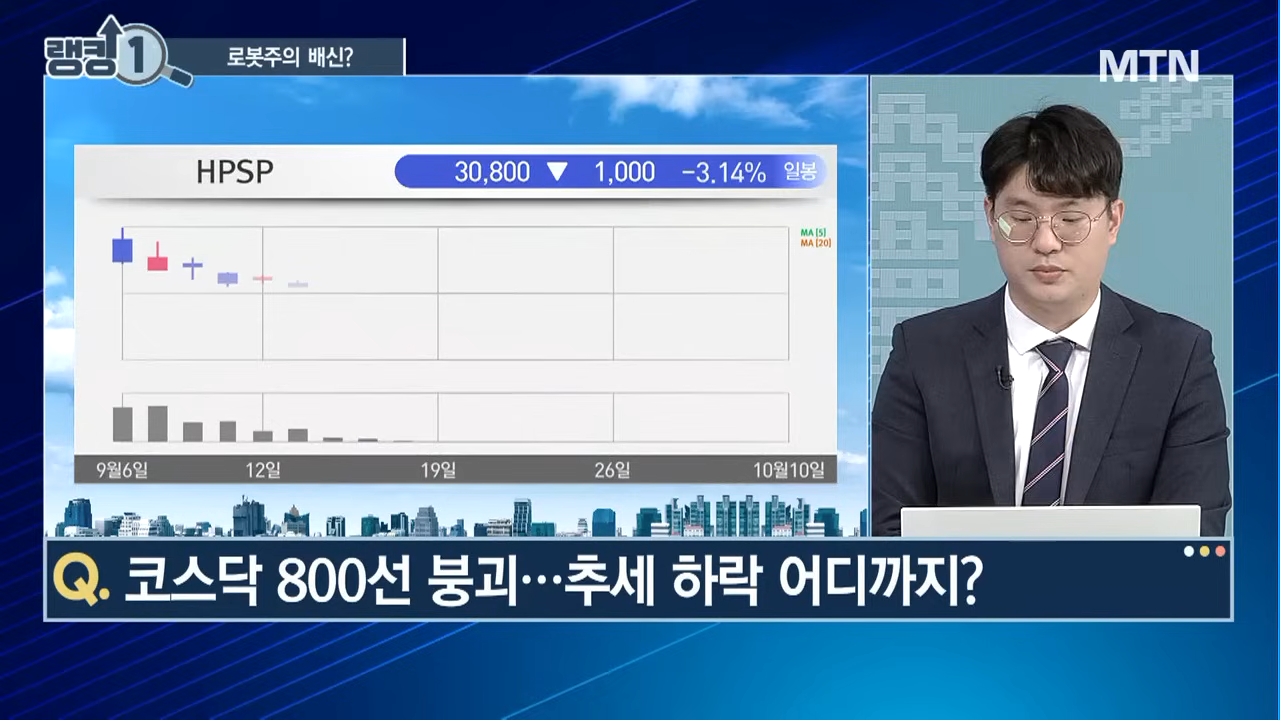 랭킹1
로봇주의 배신?
MTN
HPSP
30,800 ▼ 1,000 -3.14% 일봉
MA [5]
MA [20]
9월6일 12일 19일 26일 10월10일
Q. 코스닥 800선 붕괴…추세 하락 어디까지?